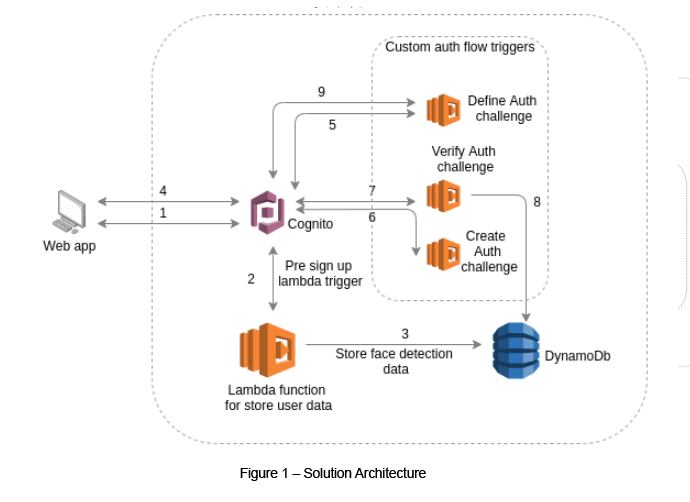 Custom auth flow triggers
9
Define Auth
challenge
5
Verify Auth
challenge
4
7
8
1
6
Cognito
Web app
Create
Auth
challenge
2
Pre sign up
lambda trigger
3
Store face detection
data
DynamoDb
Lambda function
for store user data
Figure 1 – Solution Architecture